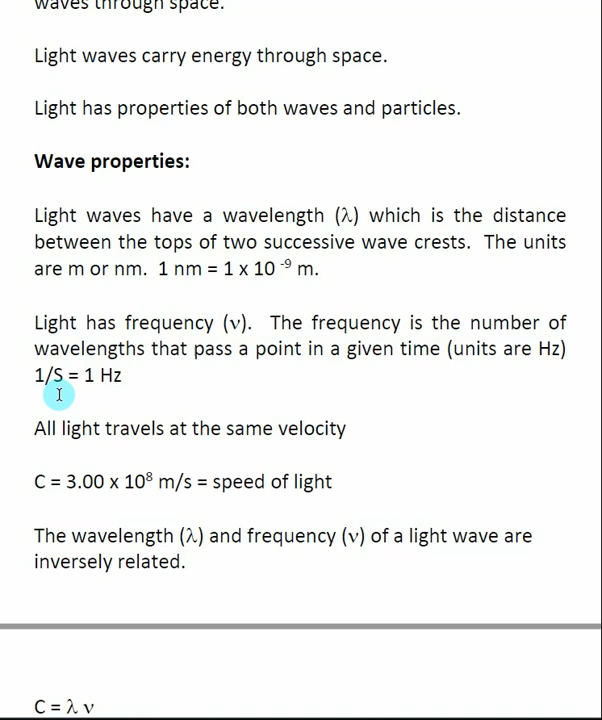 waves through space.
Light waves carry energy through space.
Light has properties of both waves and particles.
Wave properties:
Light waves have a wavelength (λ) which is the distance
between the tops of two successive wave crests. The units
are m or nm. 1 nm = 1 x 10 ⁻⁹ m.
Light has frequency (ν). The frequency is the number of
wavelengths that pass a point in a given time (units are Hz)
1/S = 1 Hz
All light travels at the same velocity
C = 3.00 x 10⁸ m/s = speed of light
The wavelength (λ) and frequency (ν) of a light wave are
inversely related.
C = λ ν